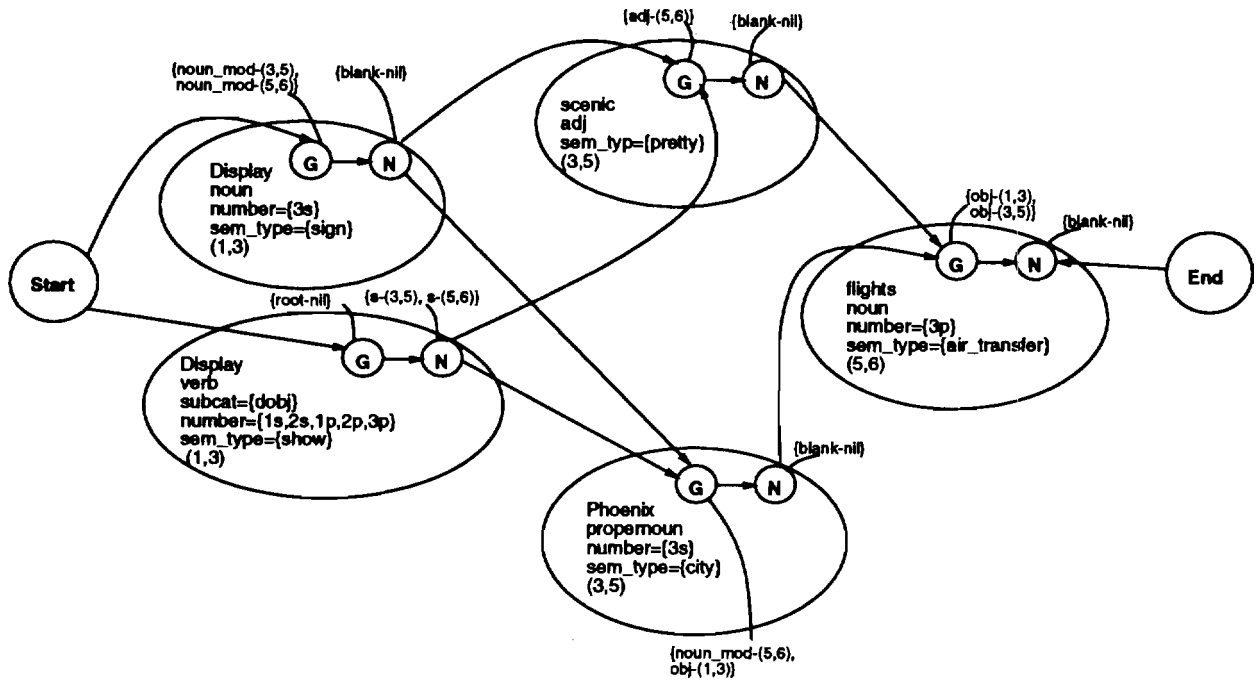 {adj-(5,6)}
{blank-nil}
{noun_mod-(3,5),
noun_mod-(5,6)}
{blank-nil}
G
N
scenic
adj
sem_typ={pretty}
(3,5)
G
N
Display
noun
number={3s}
sem_type={sign}
(1,3)
{obj-(1,3),
obj-(3,5)}
{blank-nil}
G
N
flights
noun
number={3p}
sem_type={air_transfer}
(5,6)
Start
End
{root-nil}
{s-(3,5), s-(5,6)}
G
N
Display
verb
subcat={dobj}
number={1s,2s,1p,2p,3p}
sem_type={show}
(1,3)
{blank-nil}
G
N
Phoenix
propernoun
number={3s}
sem_type={city}
(3,5)
{noun_mod-(5,6),
obj-(1,3)}